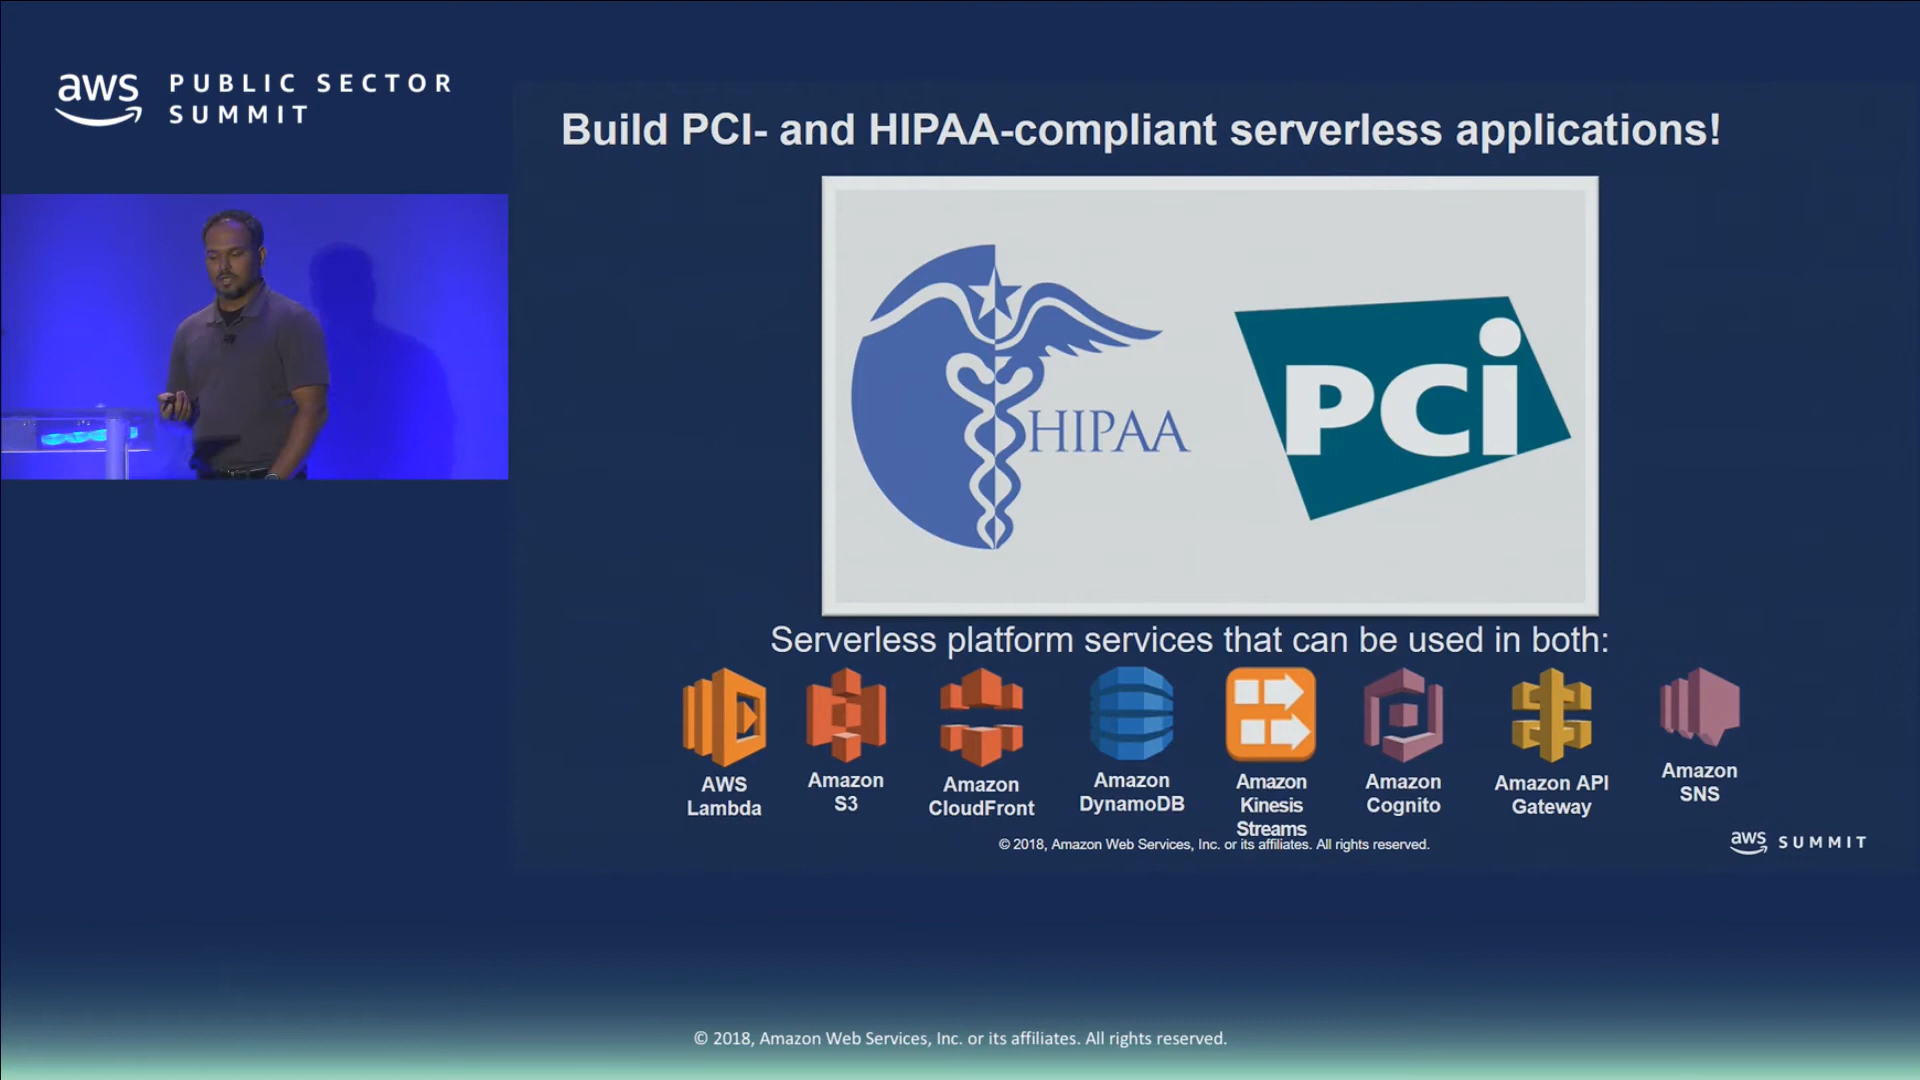 aws PUBLIC SECTOR
SUMMIT
Build PCI- and HIPAA-compliant serverless applications!
HIPAA
PCi
Serverless platform services that can be used in both:
AWS
Lambda
Amazon
S3
Amazon
CloudFront
Amazon
DynamoDB
Amazon
Kinesis
Streams
Amazon
Cognito
Amazon API
Gateway
Amazon
SNS
© 2018, Amazon Web Services, Inc. or its affiliates. All rights reserved.
aws SUMMIT
© 2018, Amazon Web Services, Inc. or its affiliates. All rights reserved.